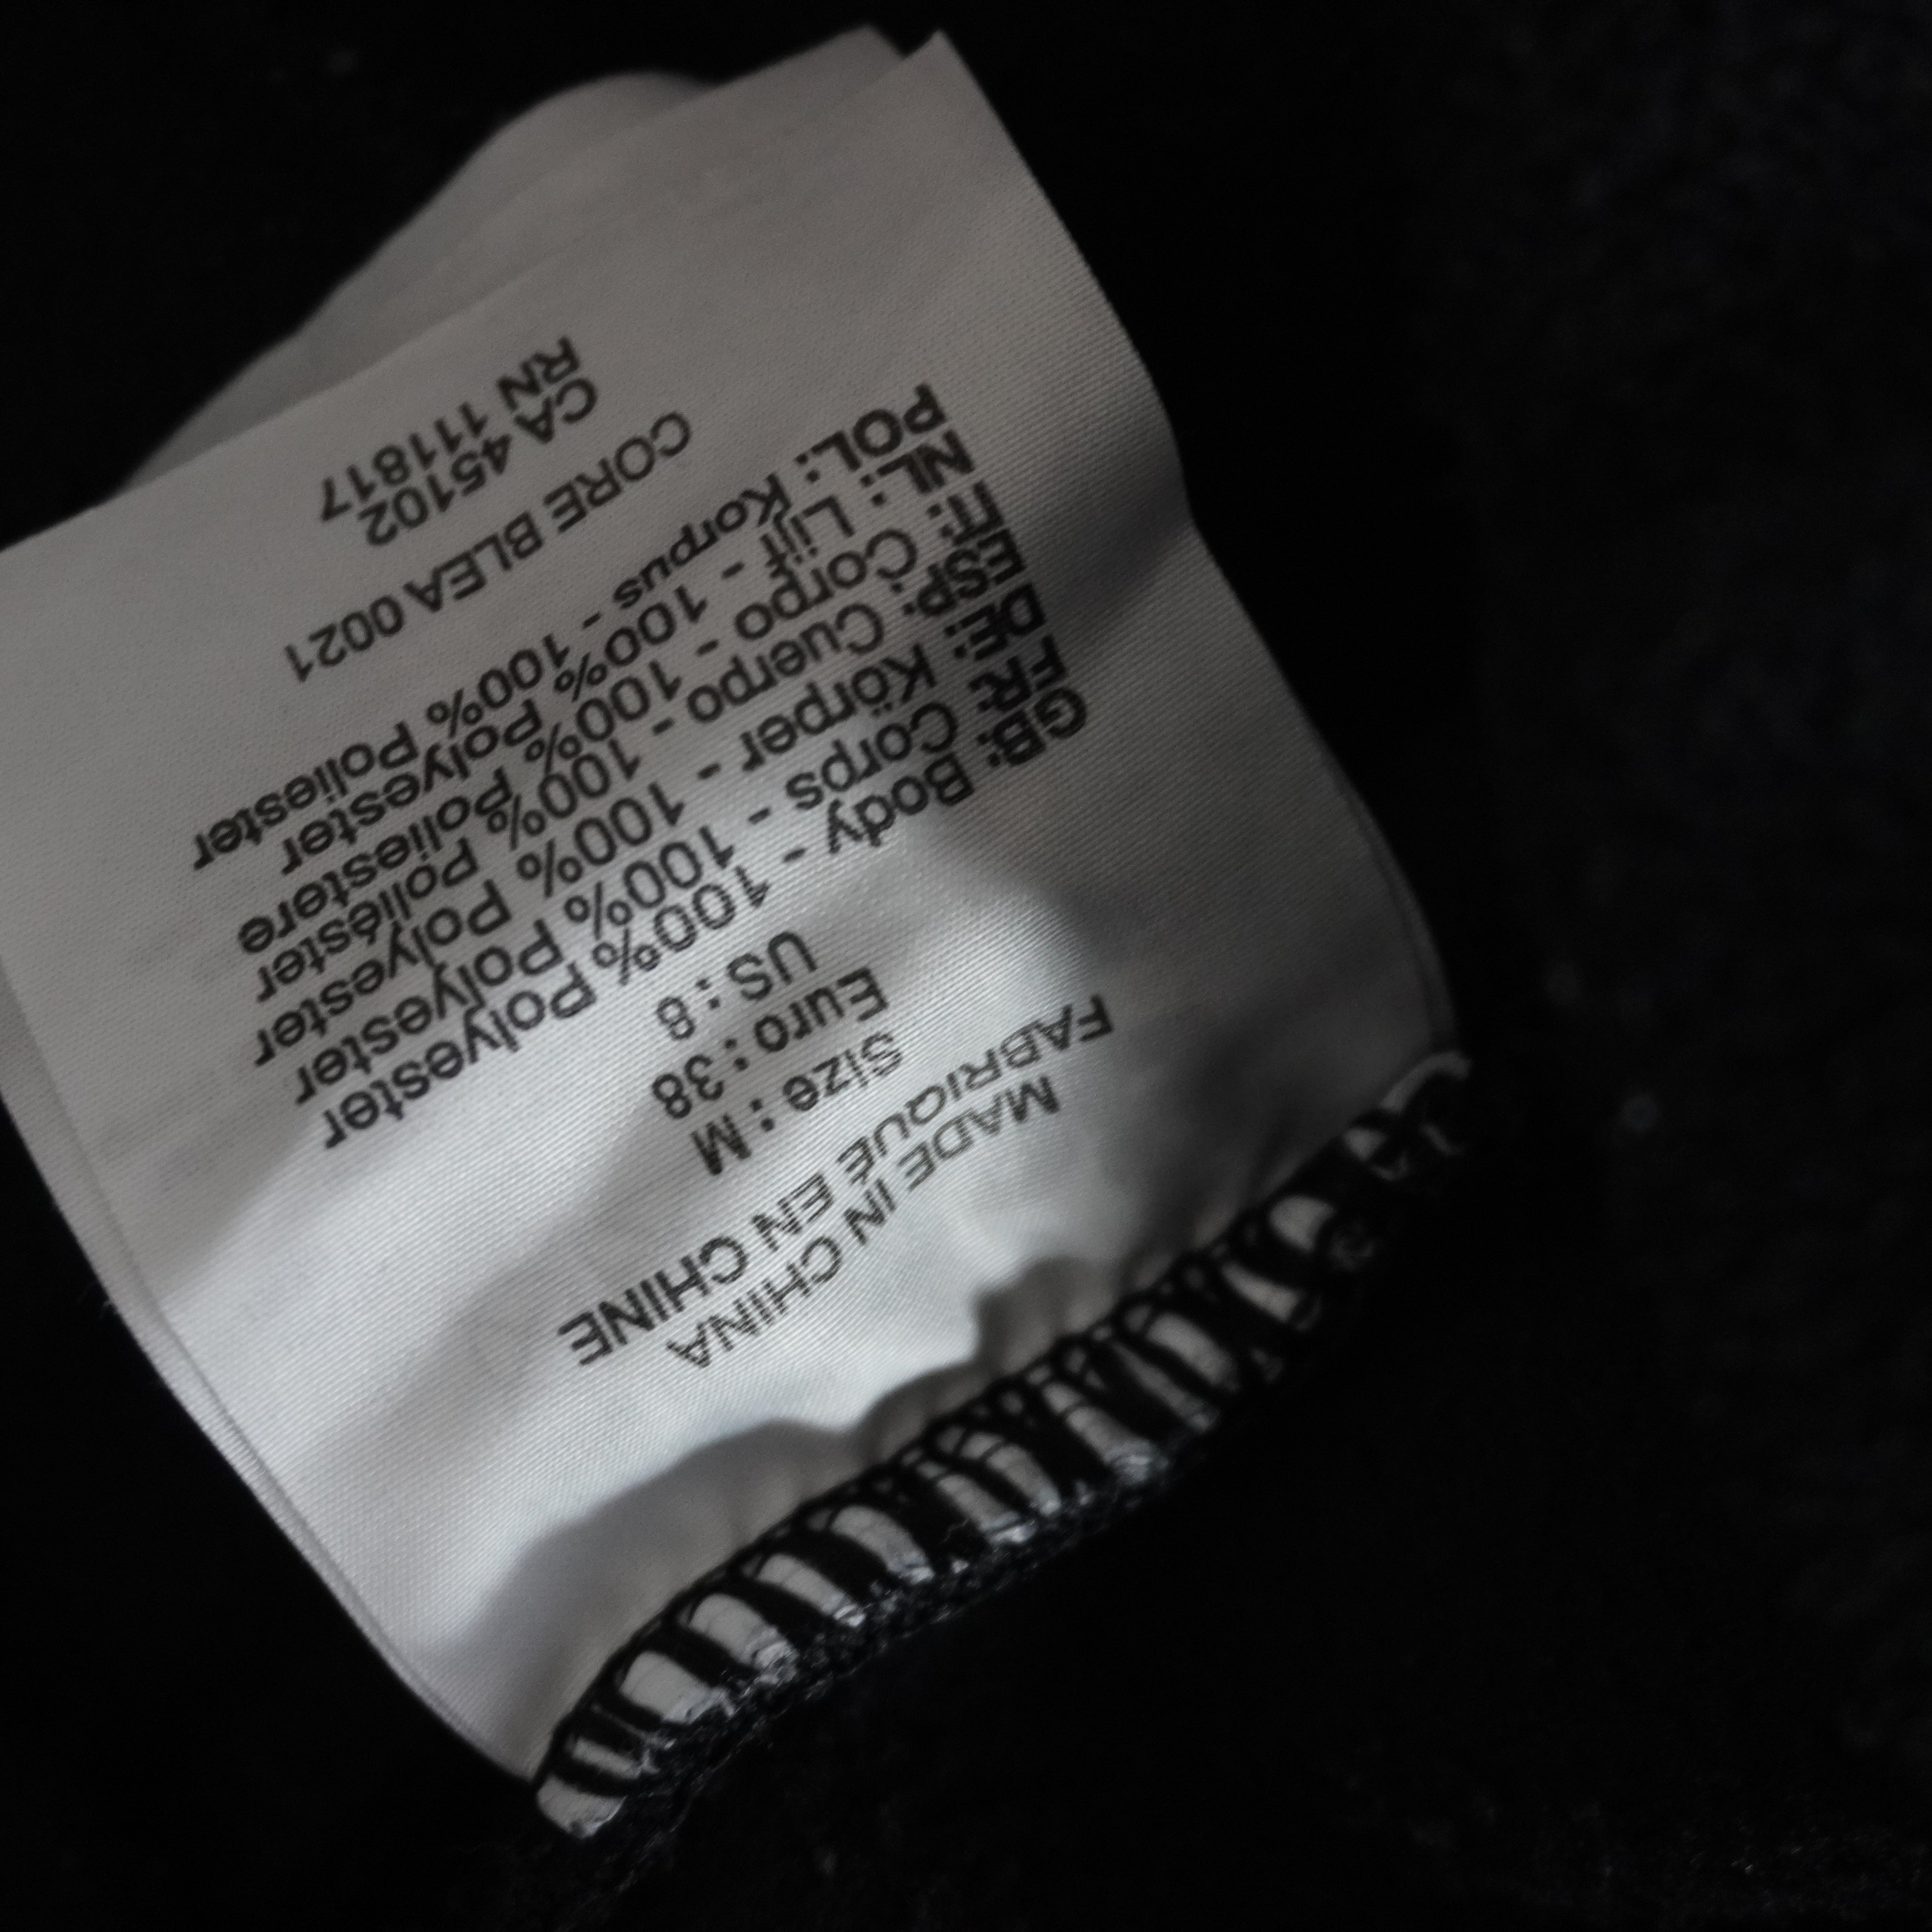 MADE IN CHINA
FABRIQUÉ EN CHINE
Size : M
Euro : 38
US : 8
GB: Body - 100% Polyester
FR: Corps - 100% Polyester
DE: Körper - 100% Polyester
ESP: Cuerpo - 100% Poliéster
IT: Corpo - 100% Poliestere
NL: Lijf - 100% Polyester
POL: Korpus - 100% Poliester
CORE BLEA 0021
CA 45102
RN 111817